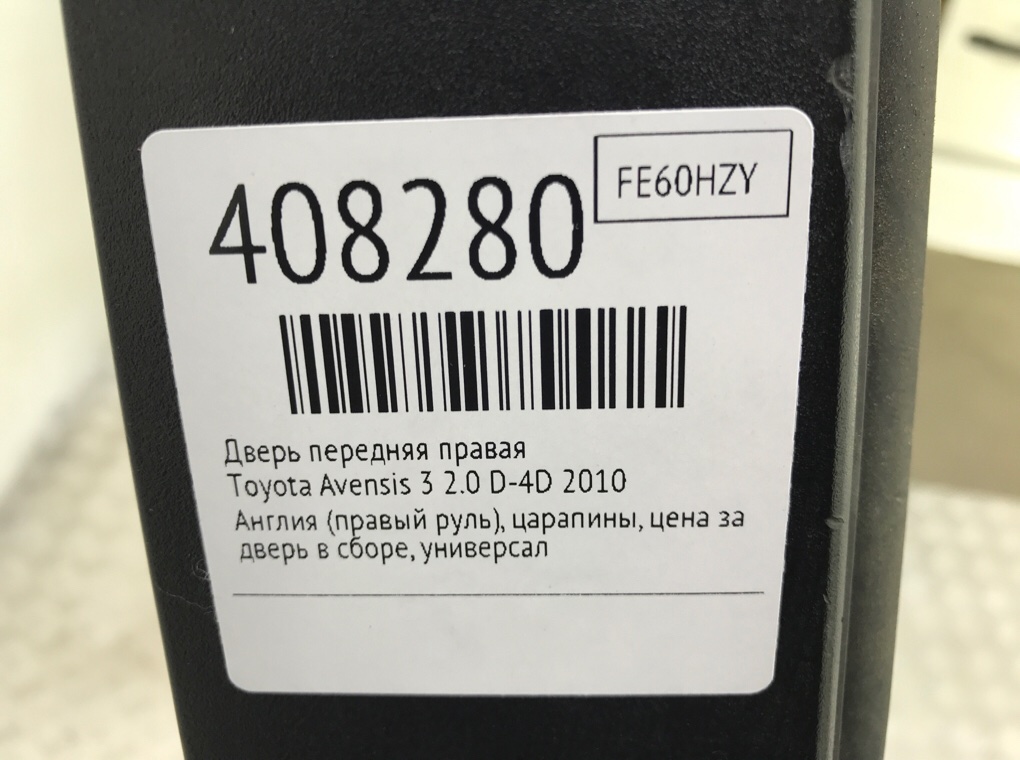 408280
FE60HZY
Дверь передняя правая
Toyota Avensis 3 2.0 D-4D 2010
Англия (правый руль), царапины, цена за
дверь в сборе, универсал